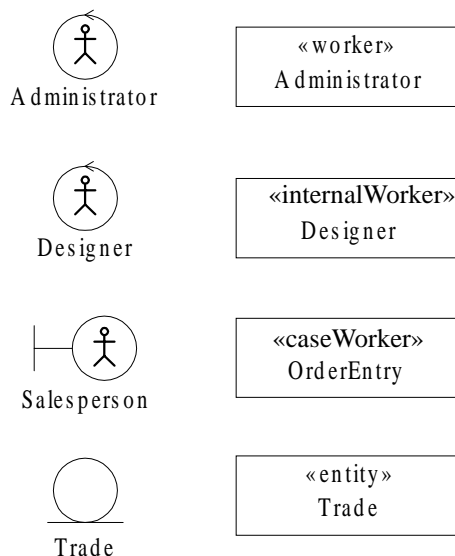 Administrator
«worker»
Administrator
Designer
«internalWorker»
Designer
Salesperson
«caseWorker»
OrderEntry
Trade
«entity»
Trade